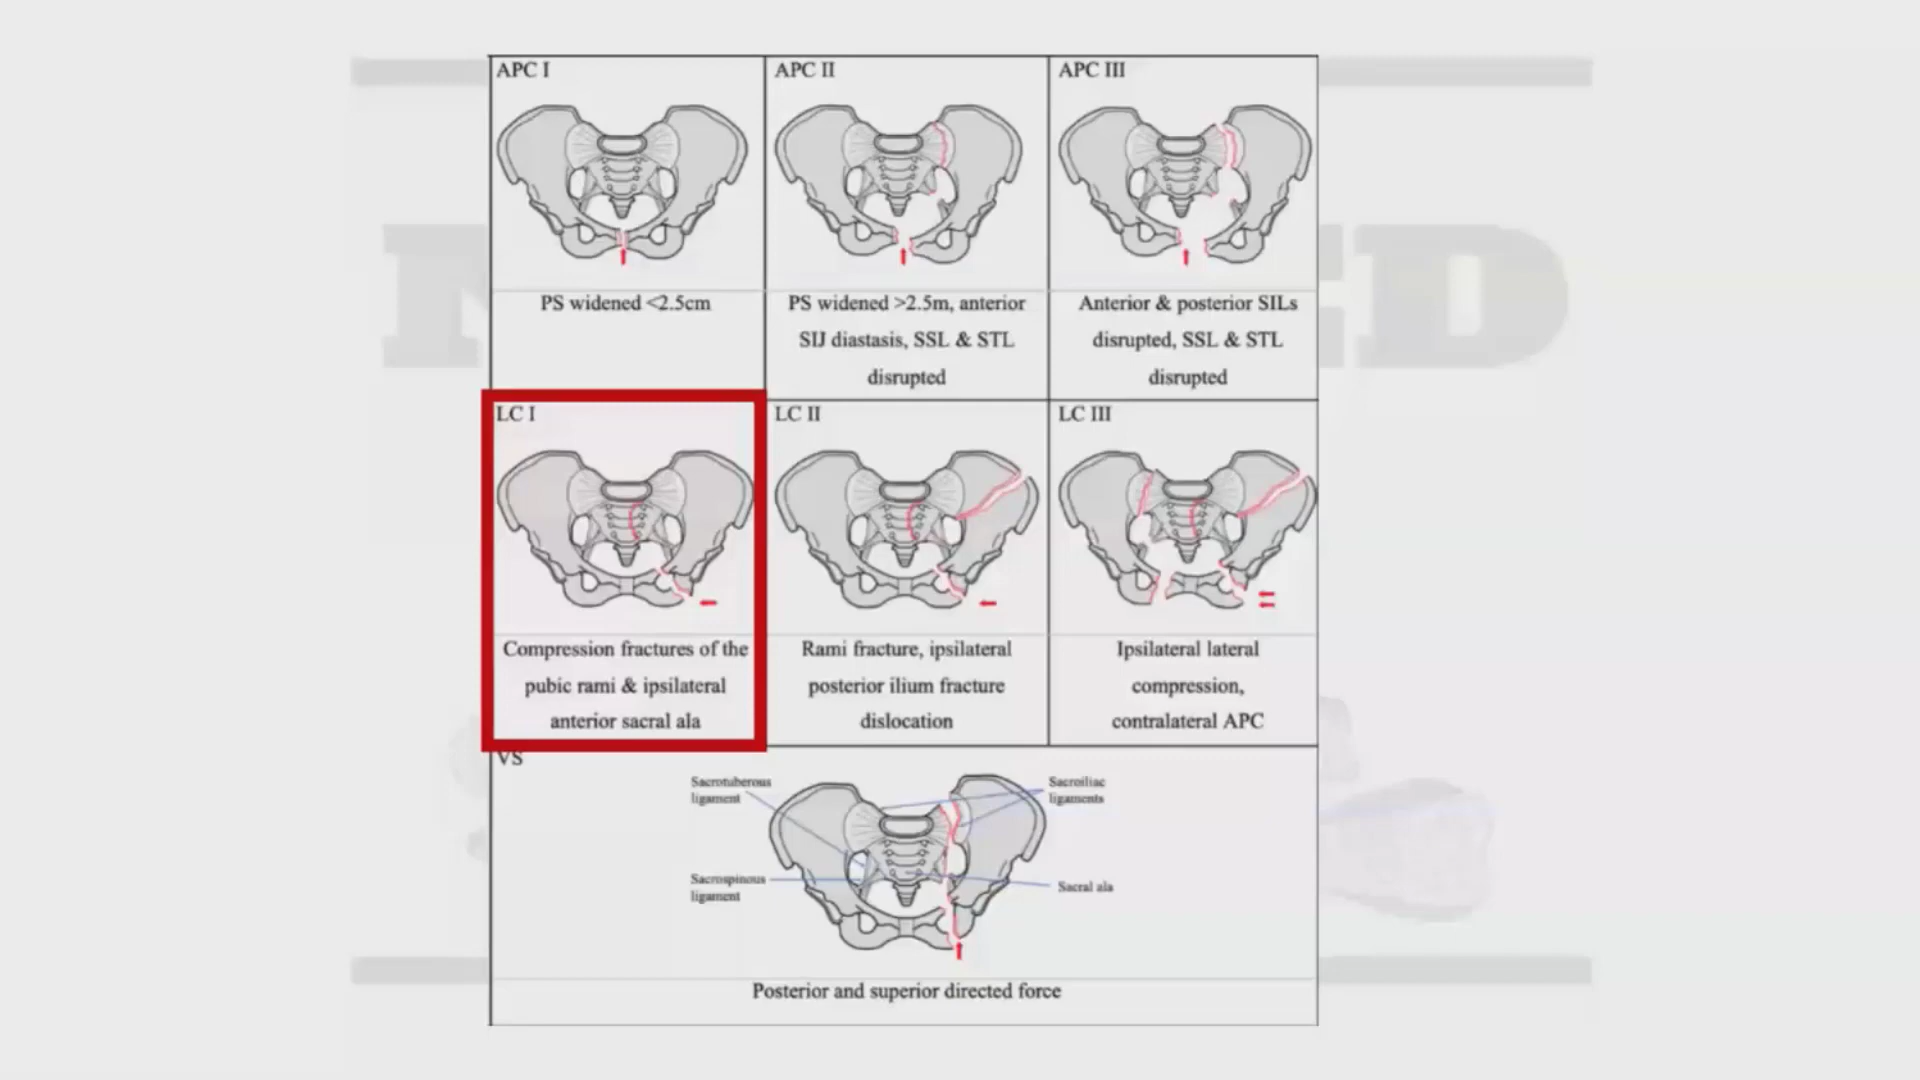 APC I
APC II
APC III
PS widened <2.5cm
PS widened >2.5m, anterior
SIJ diastasis, SSL & STL
disrupted
Anterior & posterior SILs
disrupted, SSL & STL
disrupted
LC I
LC II
LC III
Compression fractures of the
pubic rami & ipsilateral
anterior sacral ala
Rami fracture, ipsilateral
posterior ilium fracture
dislocation
Ipsilateral lateral
compression,
contralateral APC
VS
Sacrotuberous
ligament
Sacroiliac
ligaments
Sacrospinous
ligament
Sacral ala
Posterior and superior directed force